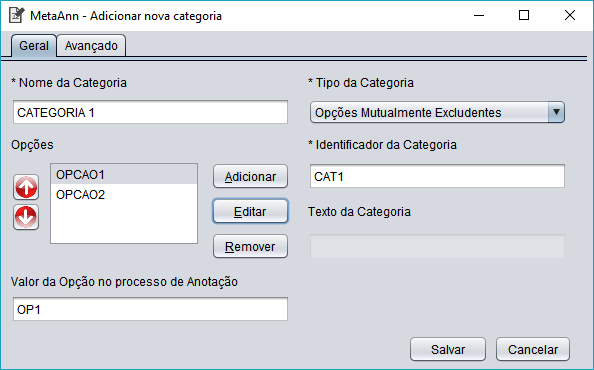 MetaAnn - Adicionar nova categoria
Geral
Avançado
* Nome da Categoria
CATEGORIA 1
* Tipo da Categoria
Opções Mutualmente Excludentes
Opções
OPCAO1
OPCAO2
Adicionar
Editar
Remover
* Identificador da Categoria
CAT1
Texto da Categoria
Valor da Opção no processo de Anotação
OP1
Salvar
Cancelar